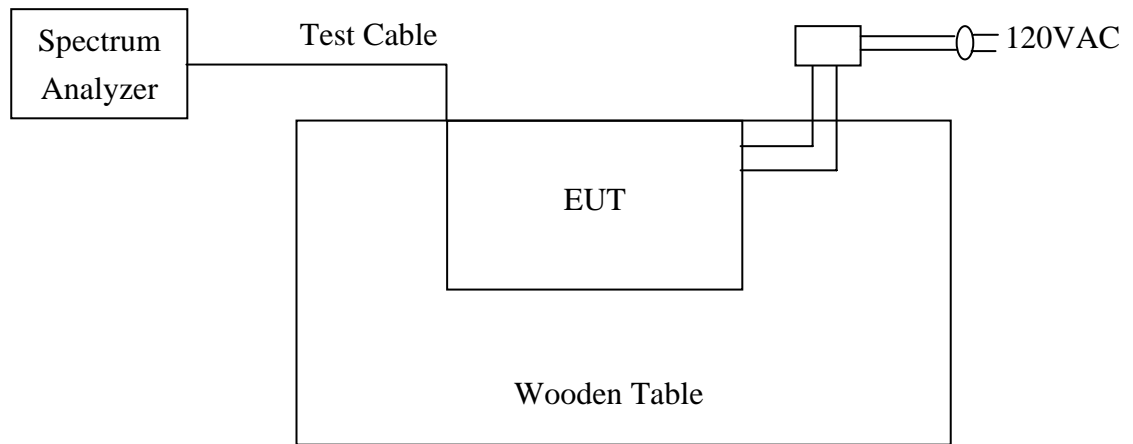 Spectrum
Analyzer
Test Cable
120VAC
EUT
Wooden Table